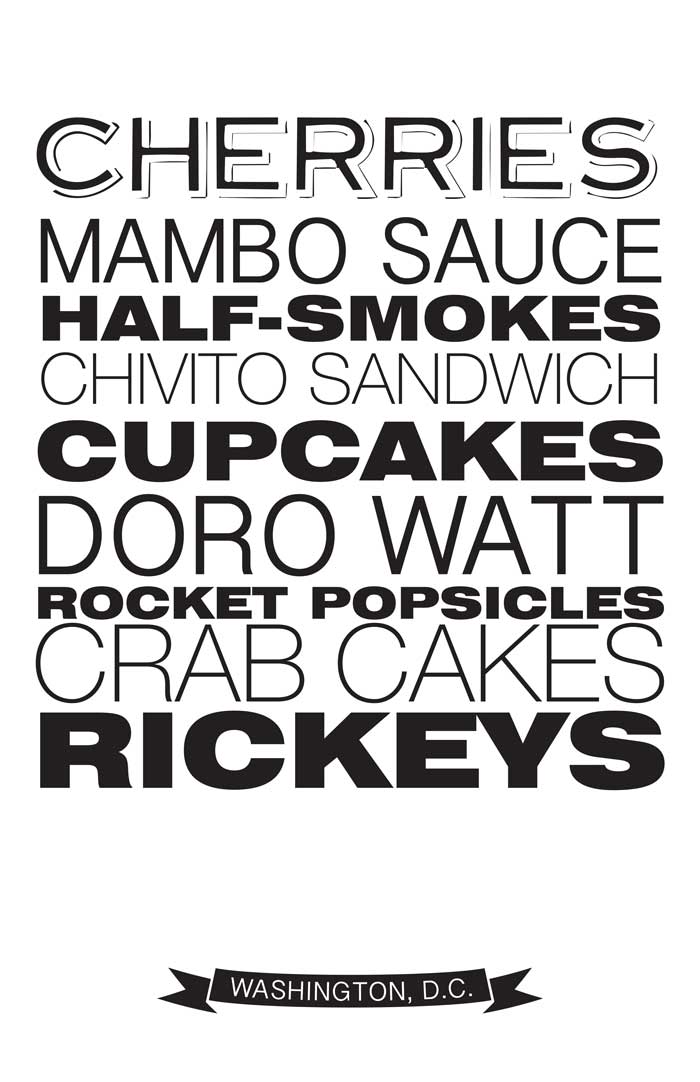 CHERRIES
MAMBO SAUCE
HALF-SMOKES
CHIVITO SANDWICH
CUPCAKES
DORO WATT
ROCKET POPSICLES
CRAB CAKES
RICKEYS
WASHINGTON, D.C.